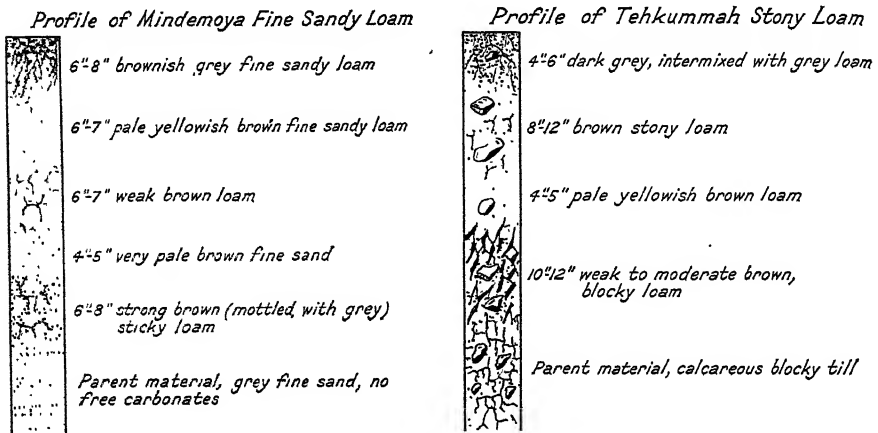 Profile of Mindemoya Fine Sandy Loam
6"-8" brownish grey fine sandy loam
6"-7" pale yellowish brown fine sandy loam
6"-7" weak brown loam
4"-5" very pale brown fine sand
6"-8" strong brown (mottled, with grey)
sticky loam
Parent material, grey fine sand, no
free carbonates
Profile of Tehkummah Stony Loam
4"-6" dark grey, intermixed with grey loam
8"-12" brown stony loam
4"-5" pale yellowish brown loam
10"-12" weak to moderate brown,
blocky loam
Parent material, calcareous blocky till